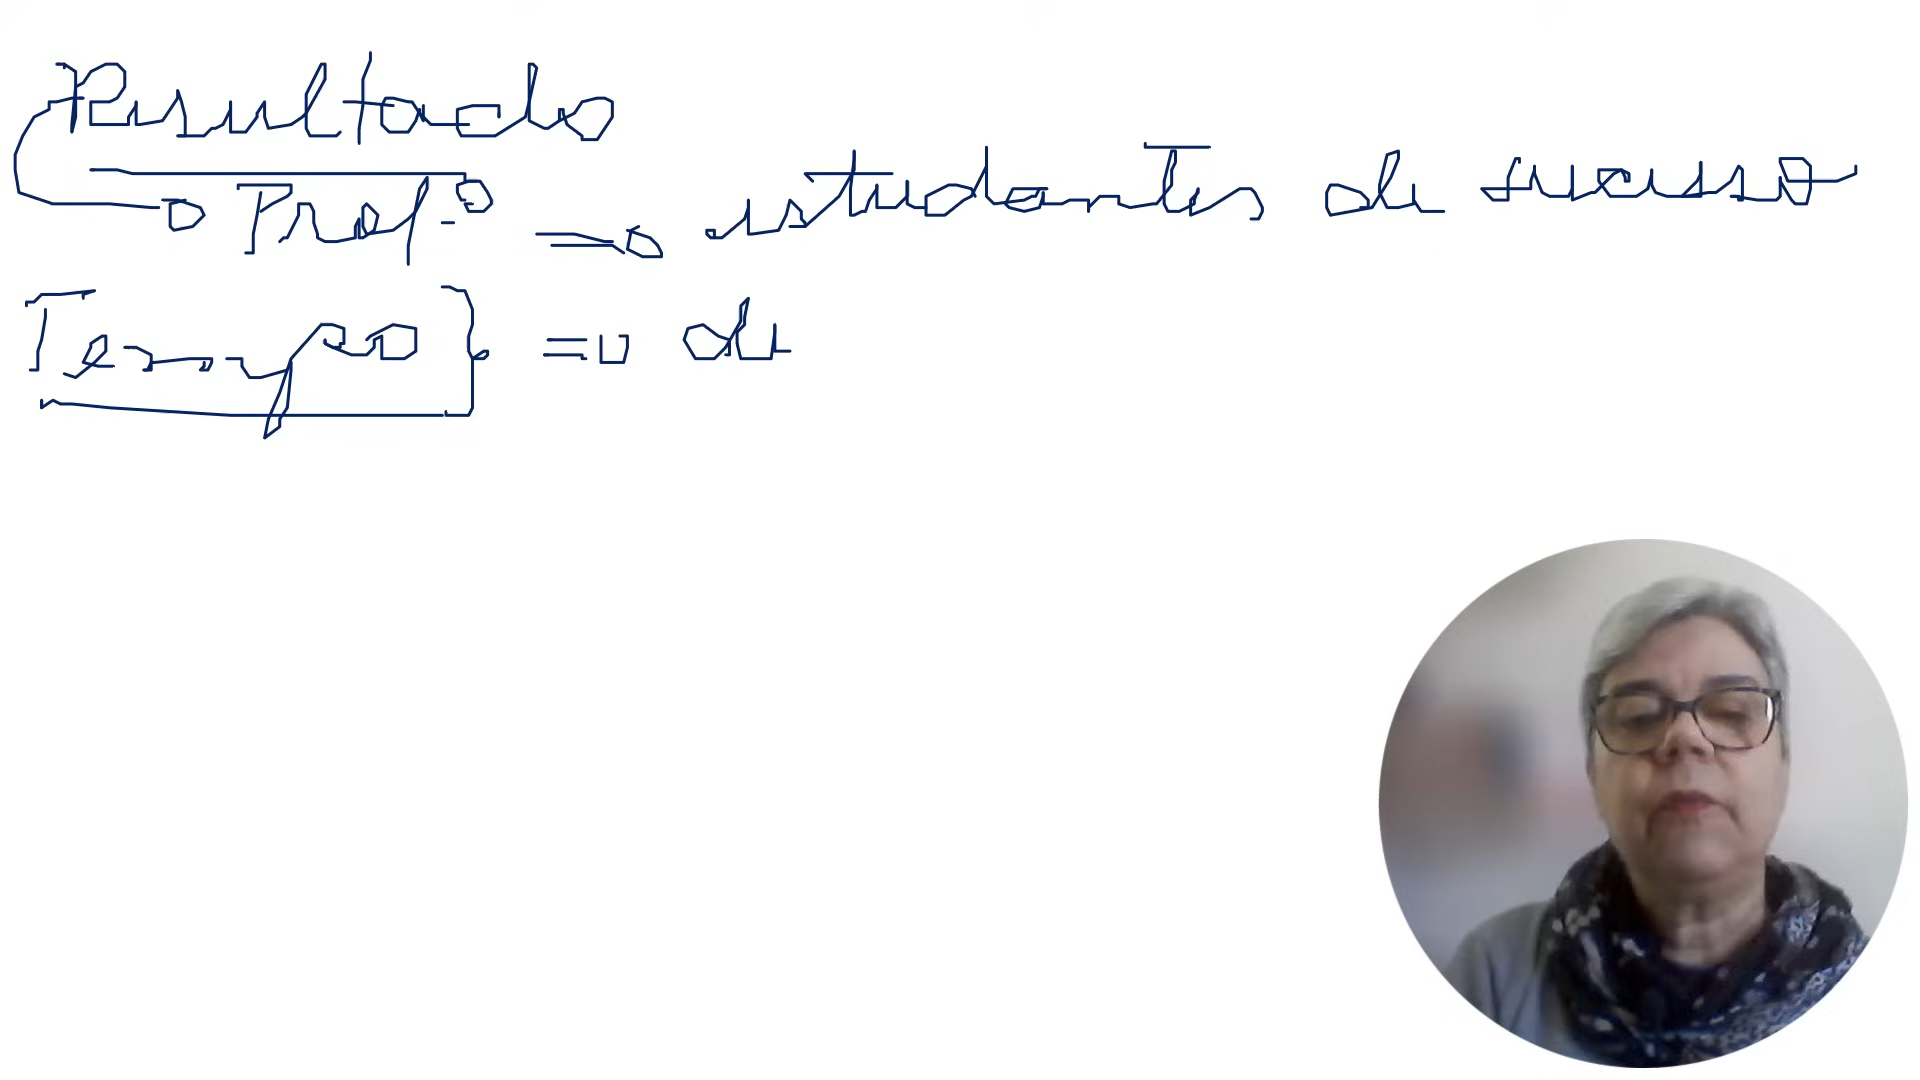 Resultado
Prof.º ⇒ estudantes de sucesso
Tempo } ⇒ de